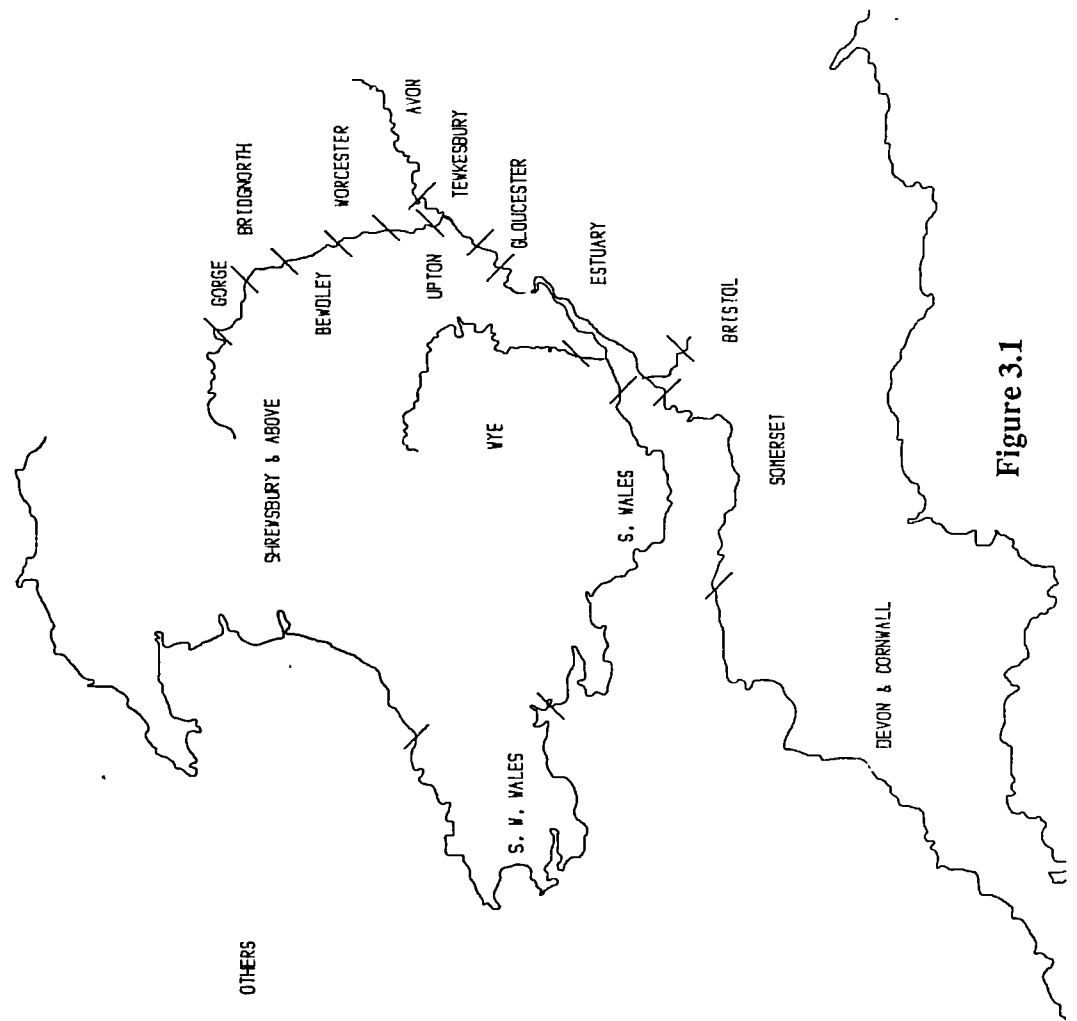 OTHERS
SHREWSBURY & ABOVE
GORGE
BRIDGNORTH
BEWDLEY
WORCESTER
UPTON
AVON
TEWKESBURY
GLOUCESTER
WYE
ESTUARY
S. W. WALES
S. WALES
BRISTOL
SOMERSET
DEVON & CORNWALL
Figure 3.1